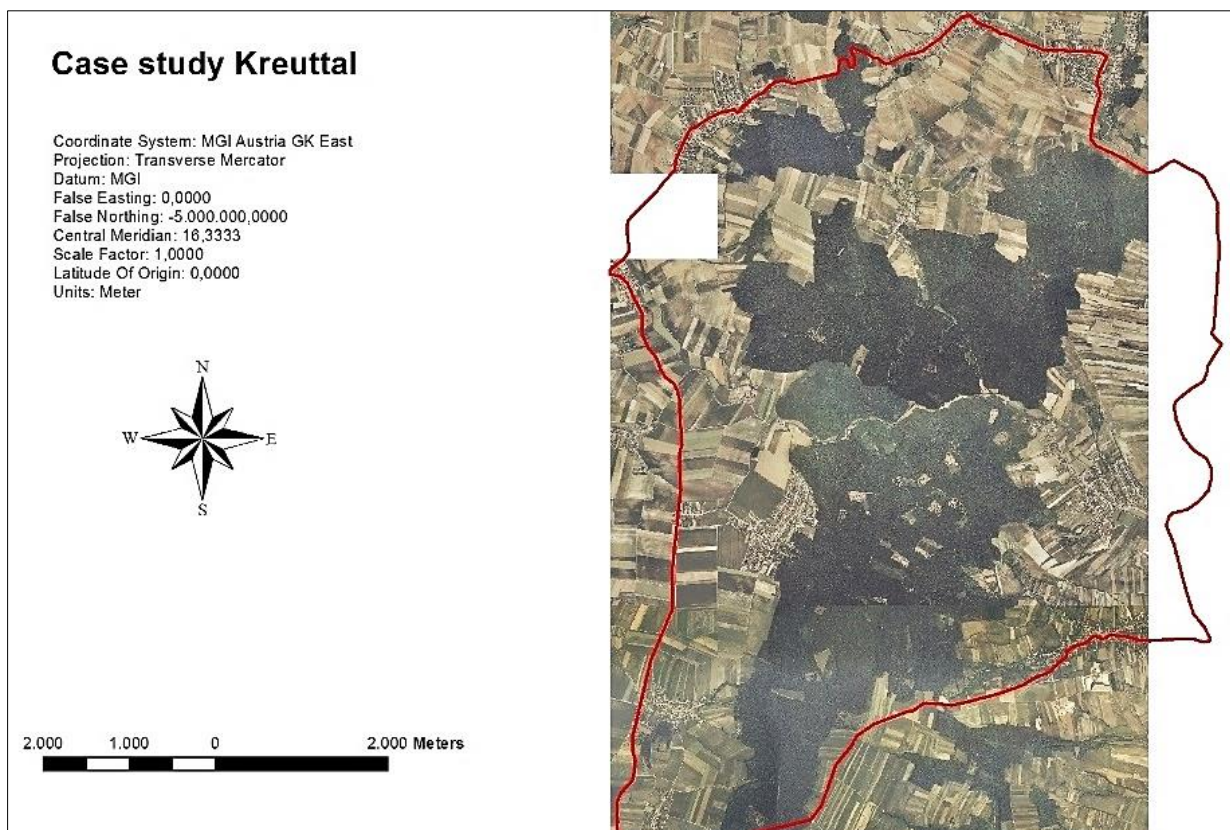 Case study Kreuttal
Coordinate System: MGI Austria GK East
Projection: Transverse Mercator
Datum: MGI
False Easting: 0,0000
False Northing: -5.000.000,0000
Central Meridian: 16,3333
Scale Factor: 1,0000
Latitude Of Origin: 0,0000
Units: Meter
N
W E
S
2.000 1.000 0 2.000 Meters